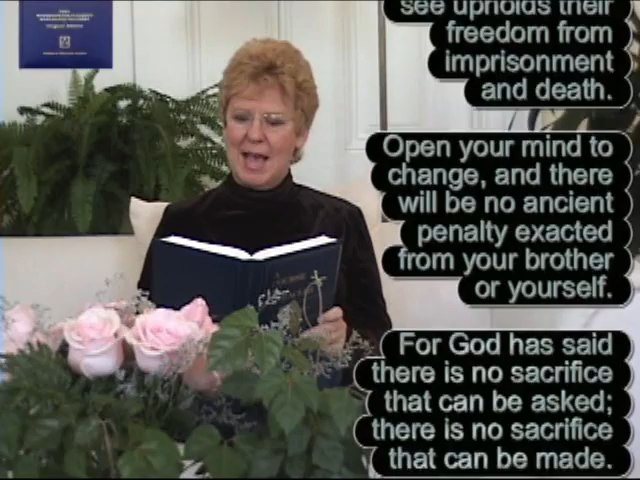 see upholds their
freedom from
imprisonment
and death.
Open your mind to
change, and there
will be no ancient
penalty exacted
from your brother
or yourself.
For God has said
there is no sacrifice
that can be asked;
there is no sacrifice
that can be made.